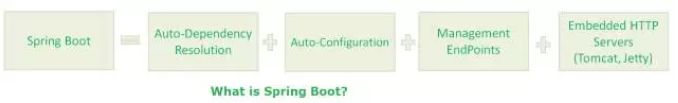 Spring Boot
Auto-Dependency
Resolution
Auto-Configuration
Management
EndPoints
Embedded HTTP
Servers
(Tomcat, Jetty)
What is Spring Boot?